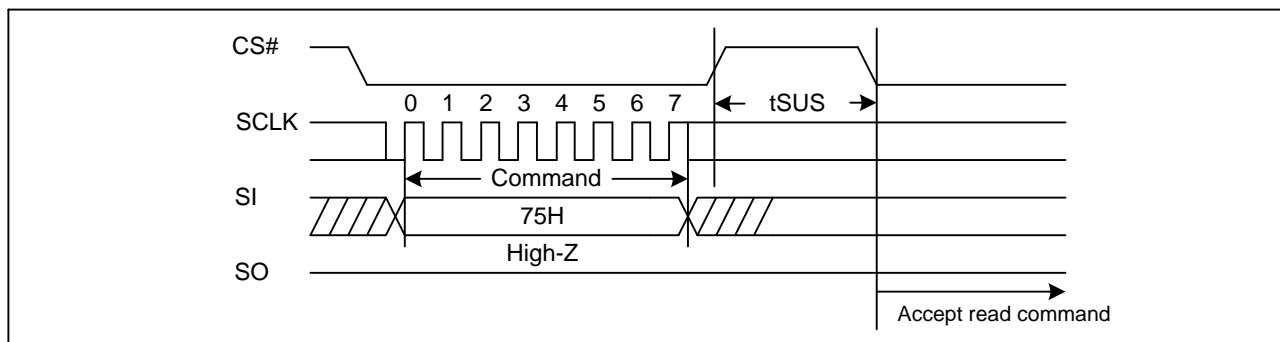 CS#
tSUS
0 1 2 3 4 5 6 7
SCLK
Command
SI
75H
High-Z
SO
Accept read command